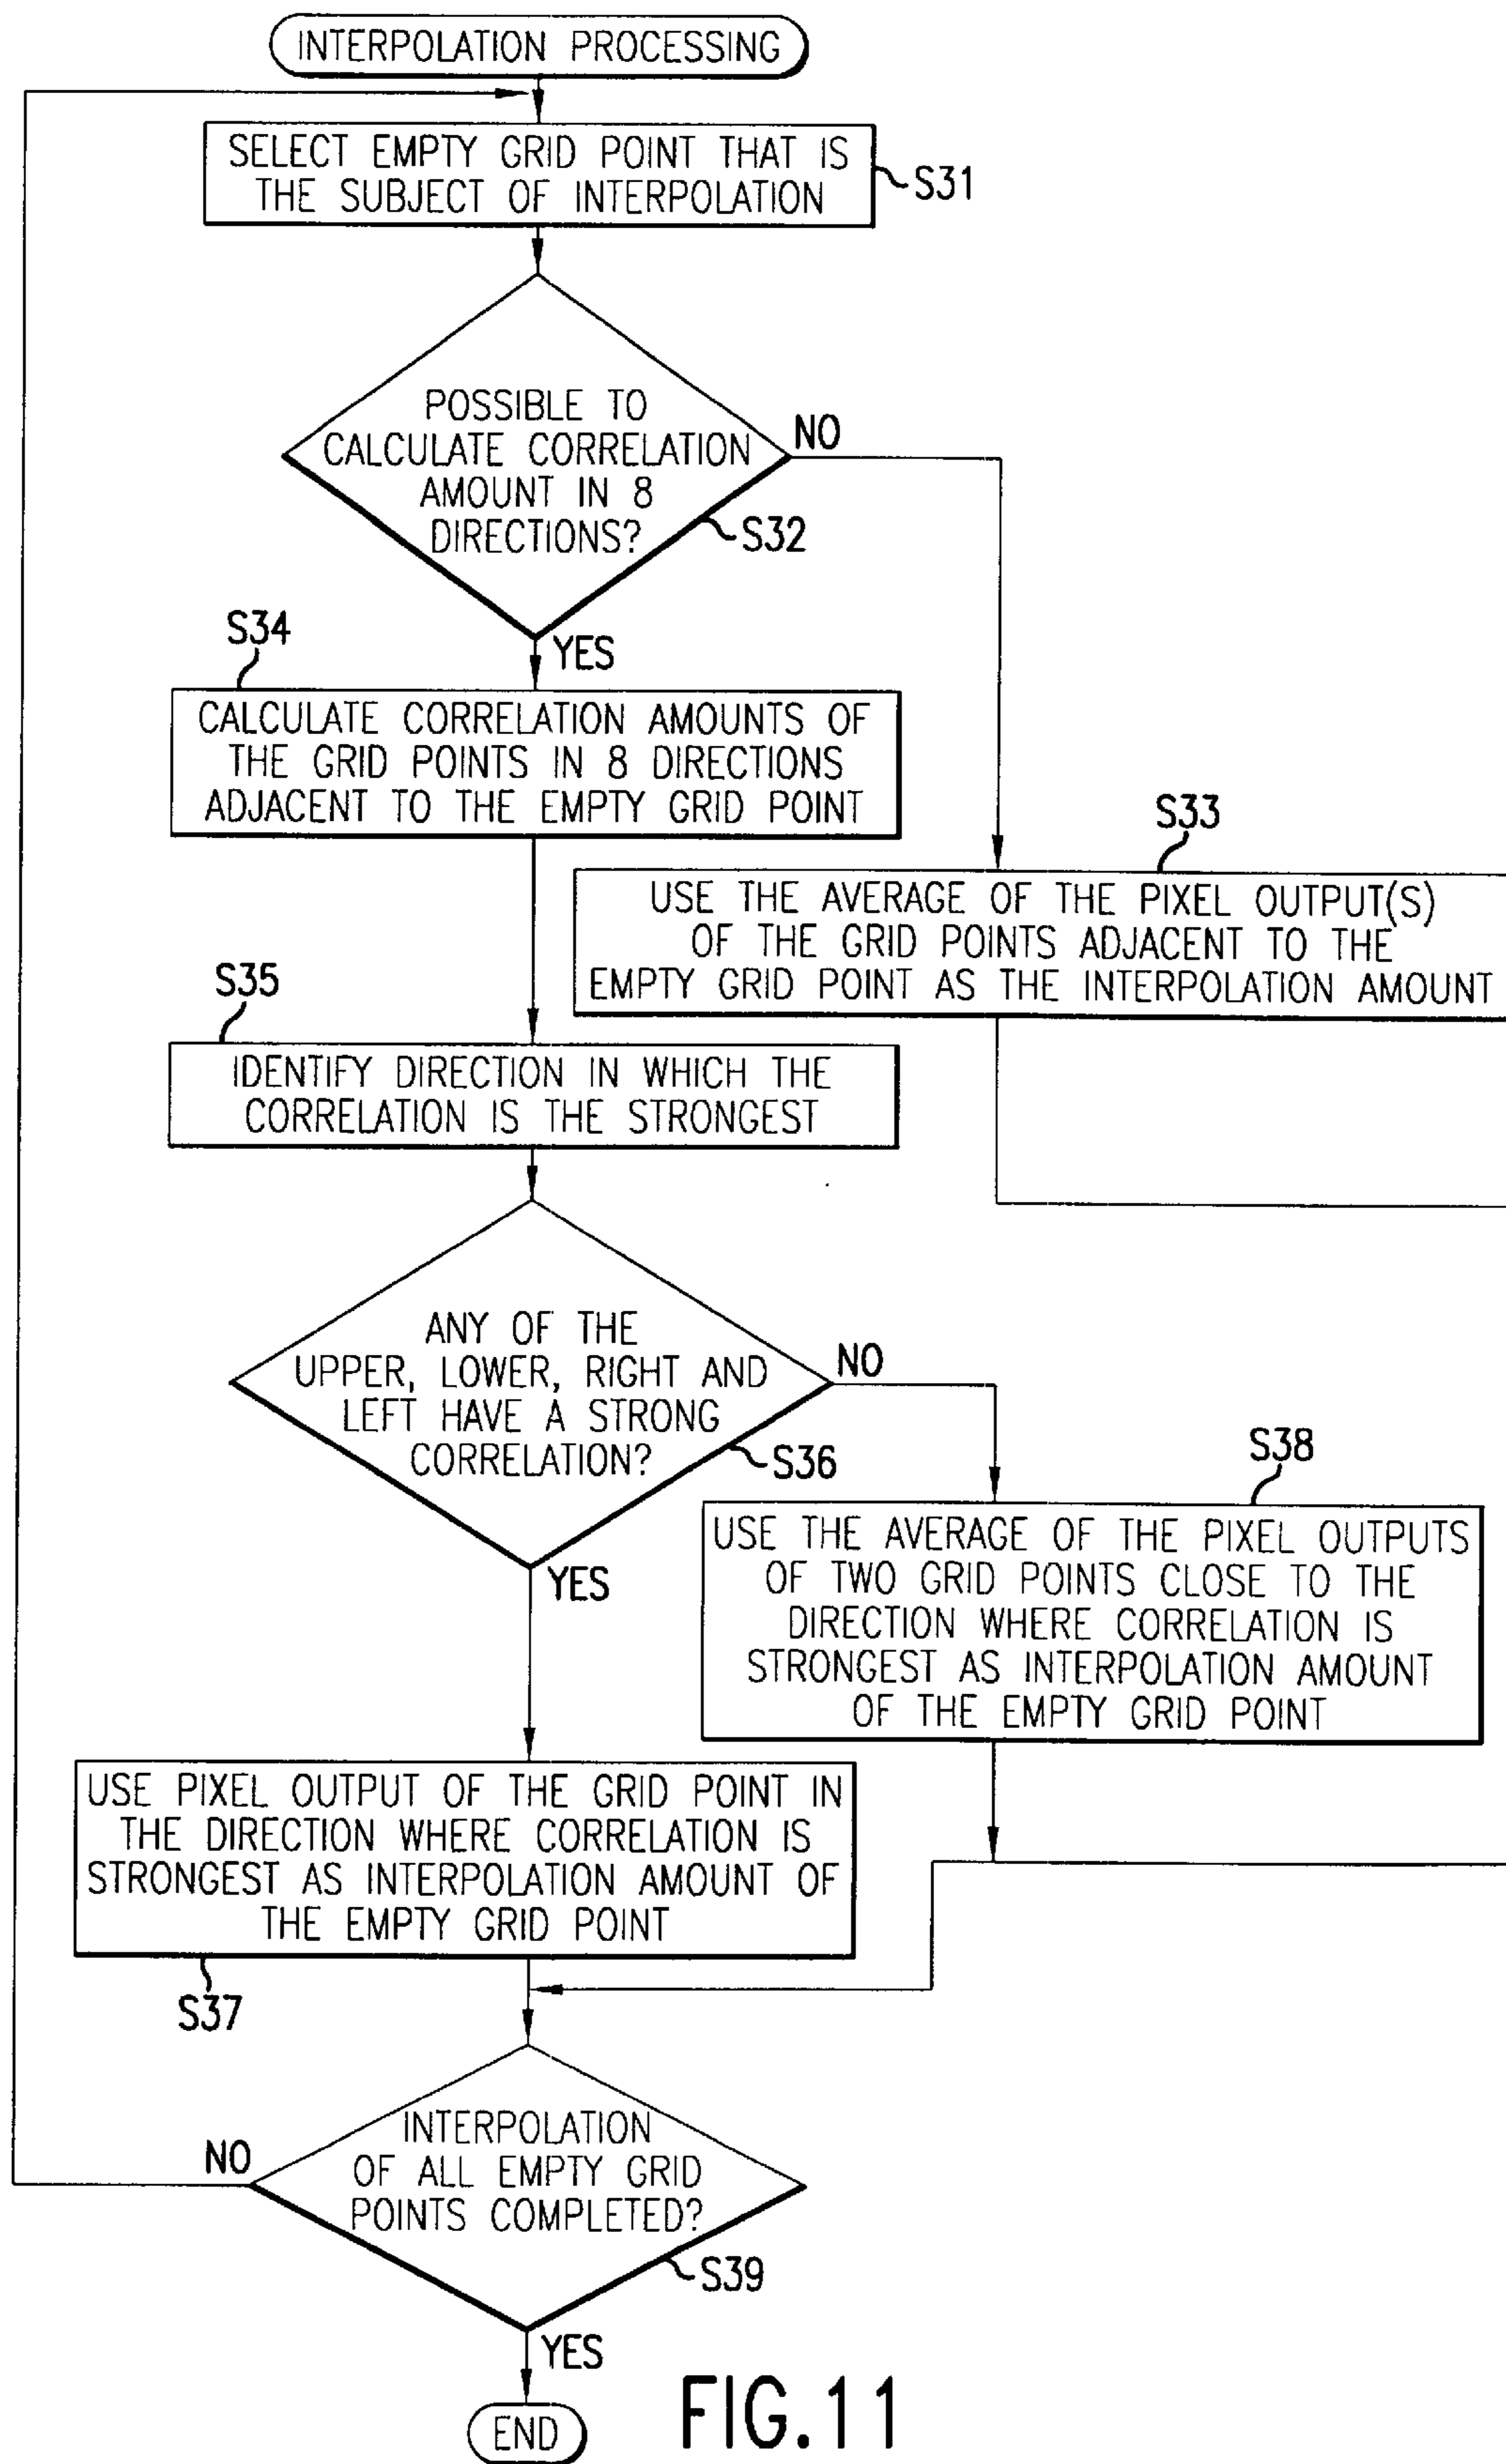 INTERPOLATION PROCESSING
SELECT EMPTY GRID POINT THAT IS
THE SUBJECT OF INTERPOLATION
S31
POSSIBLE TO
CALCULATE CORRELATION
AMOUNT IN 8
DIRECTIONS?
NO
S32
YES
S34
CALCULATE CORRELATION AMOUNTS OF
THE GRID POINTS IN 8 DIRECTIONS
ADJACENT TO THE EMPTY GRID POINT
S33
USE THE AVERAGE OF THE PIXEL OUTPUT(S)
OF THE GRID POINTS ADJACENT TO THE
EMPTY GRID POINT AS THE INTERPOLATION AMOUNT
S35
IDENTIFY DIRECTION IN WHICH THE
CORRELATION IS THE STRONGEST
ANY OF THE
UPPER, LOWER, RIGHT AND
LEFT HAVE A STRONG
CORRELATION?
NO
S36
YES
S38
USE THE AVERAGE OF THE PIXEL OUTPUTS
OF TWO GRID POINTS CLOSE TO THE
DIRECTION WHERE CORRELATION IS
STRONGEST AS INTERPOLATION AMOUNT
OF THE EMPTY GRID POINT
USE PIXEL OUTPUT OF THE GRID POINT IN
THE DIRECTION WHERE CORRELATION IS
STRONGEST AS INTERPOLATION AMOUNT OF
THE EMPTY GRID POINT
S37
INTERPOLATION
OF ALL EMPTY GRID
POINTS COMPLETED?
NO
S39
YES
END
FIG.11